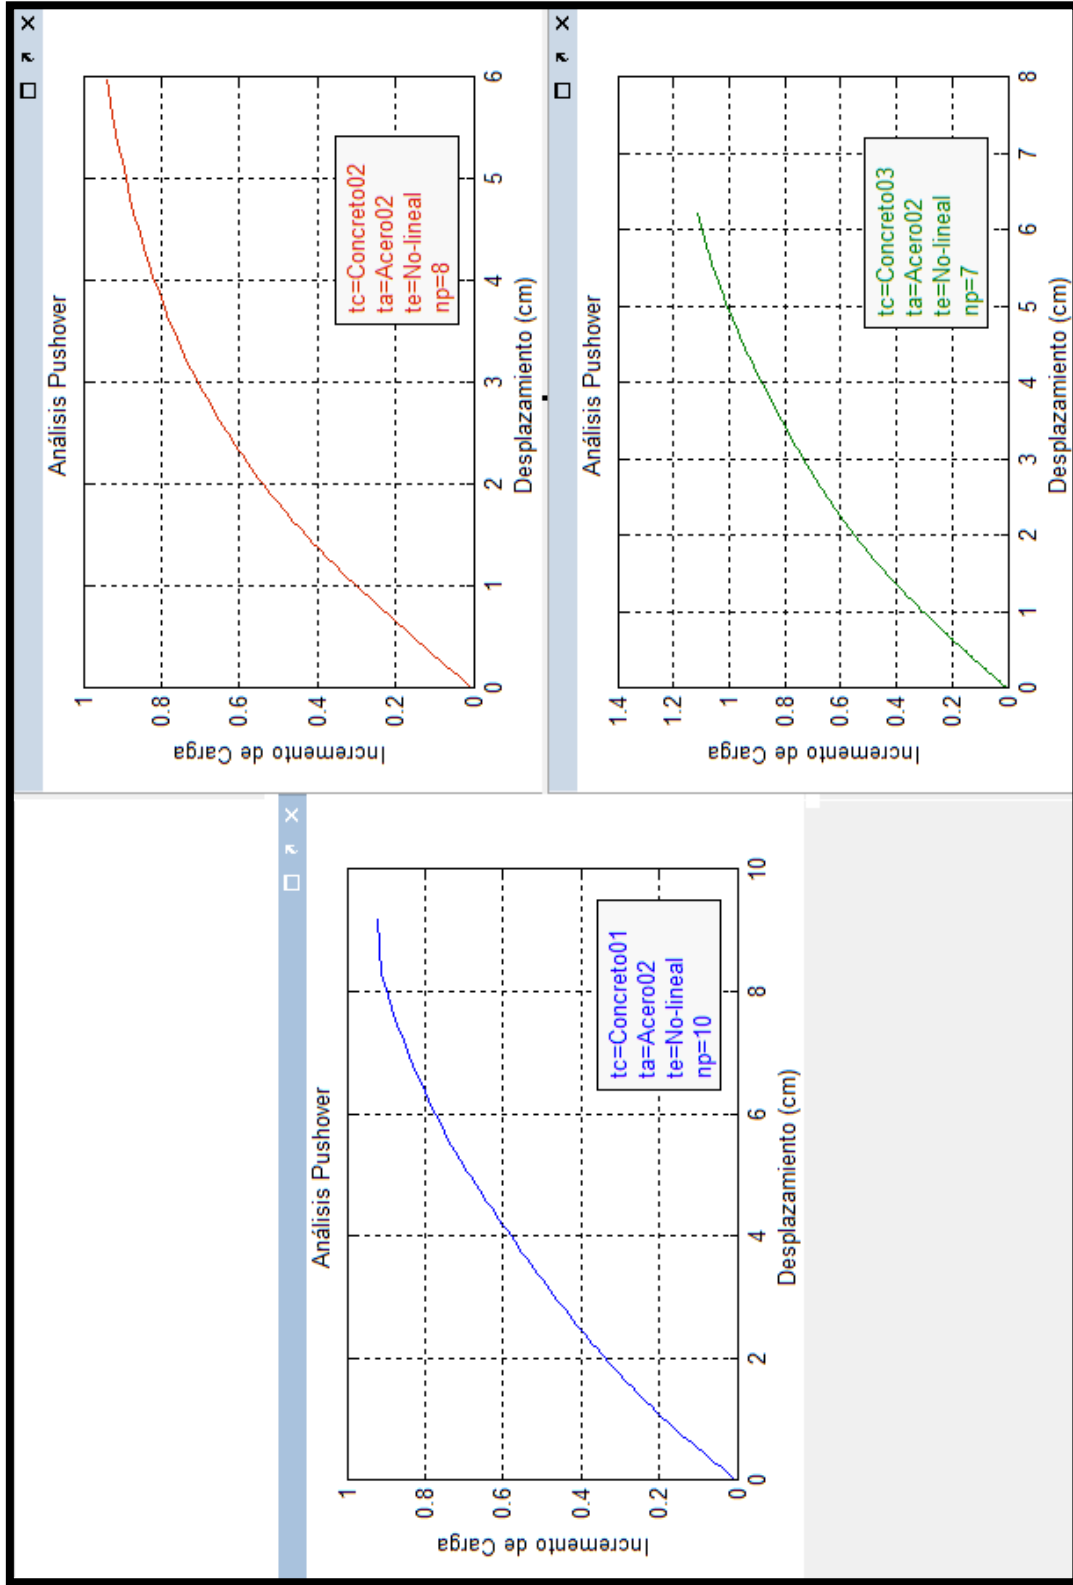 Análisis Pushover
1
0.8
0.6
0.4
0.2
0
0
2
4
6
8
10
Incremento de Carga
Desplazamiento (cm)
tc=Concreto01
ta=Acero02
te=No-lineal
np=10
Análisis Pushover
1
0.8
0.6
0.4
0.2
0
0
1
2
3
4
5
6
Incremento de Carga
Desplazamiento (cm)
tc=Concreto02
ta=Acero02
te=No-lineal
np=8
Análisis Pushover
1.4
1.2
1
0.8
0.6
0.4
0.2
0
0
1
2
3
4
5
6
7
8
Incremento de Carga
Desplazamiento (cm)
tc=Concreto03
ta=Acero02
te=No-lineal
np=7